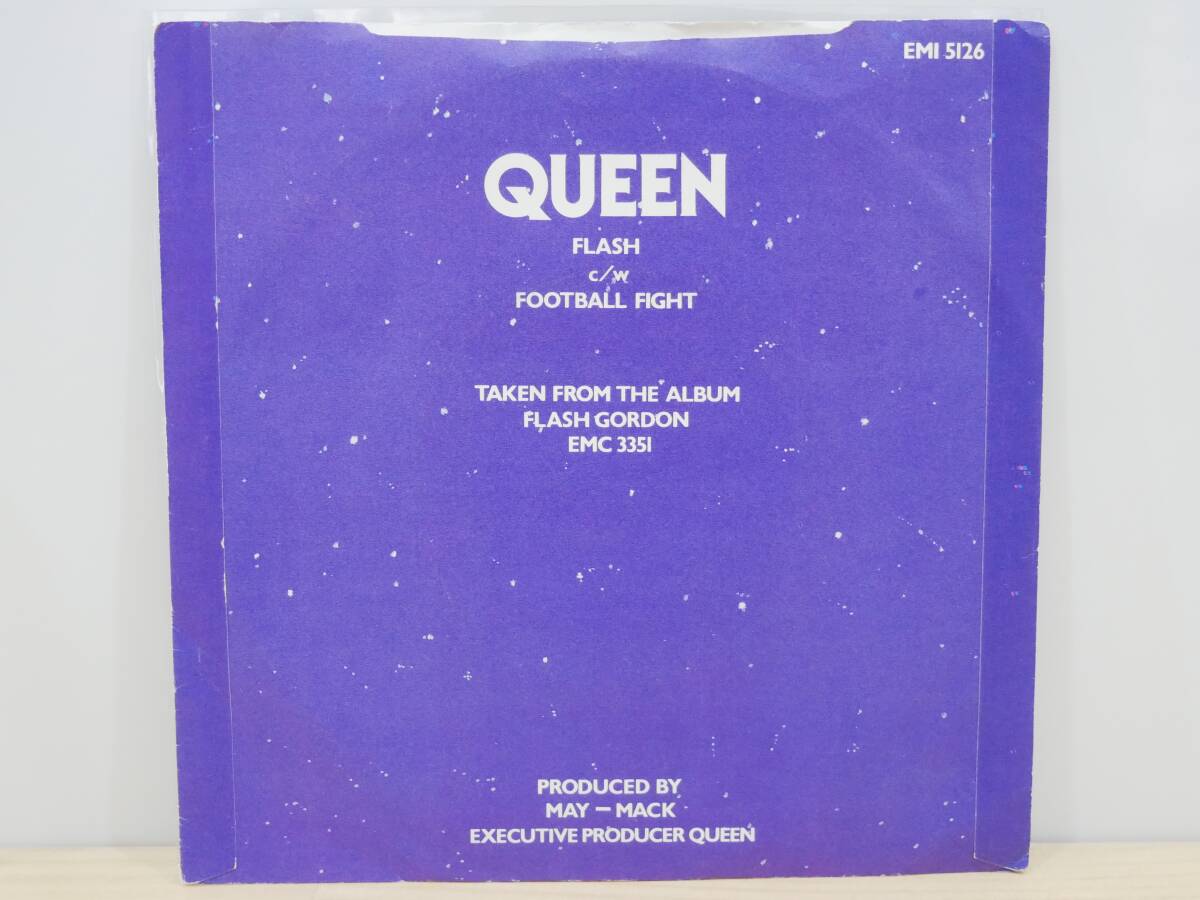 EMI 5126
QUEEN
FLASH
c/w
FOOTBALL FIGHT
TAKEN FROM THE ALBUM
FLASH GORDON
EMC 3351
PRODUCED BY
MAY – MACK
EXECUTIVE PRODUCER QUEEN